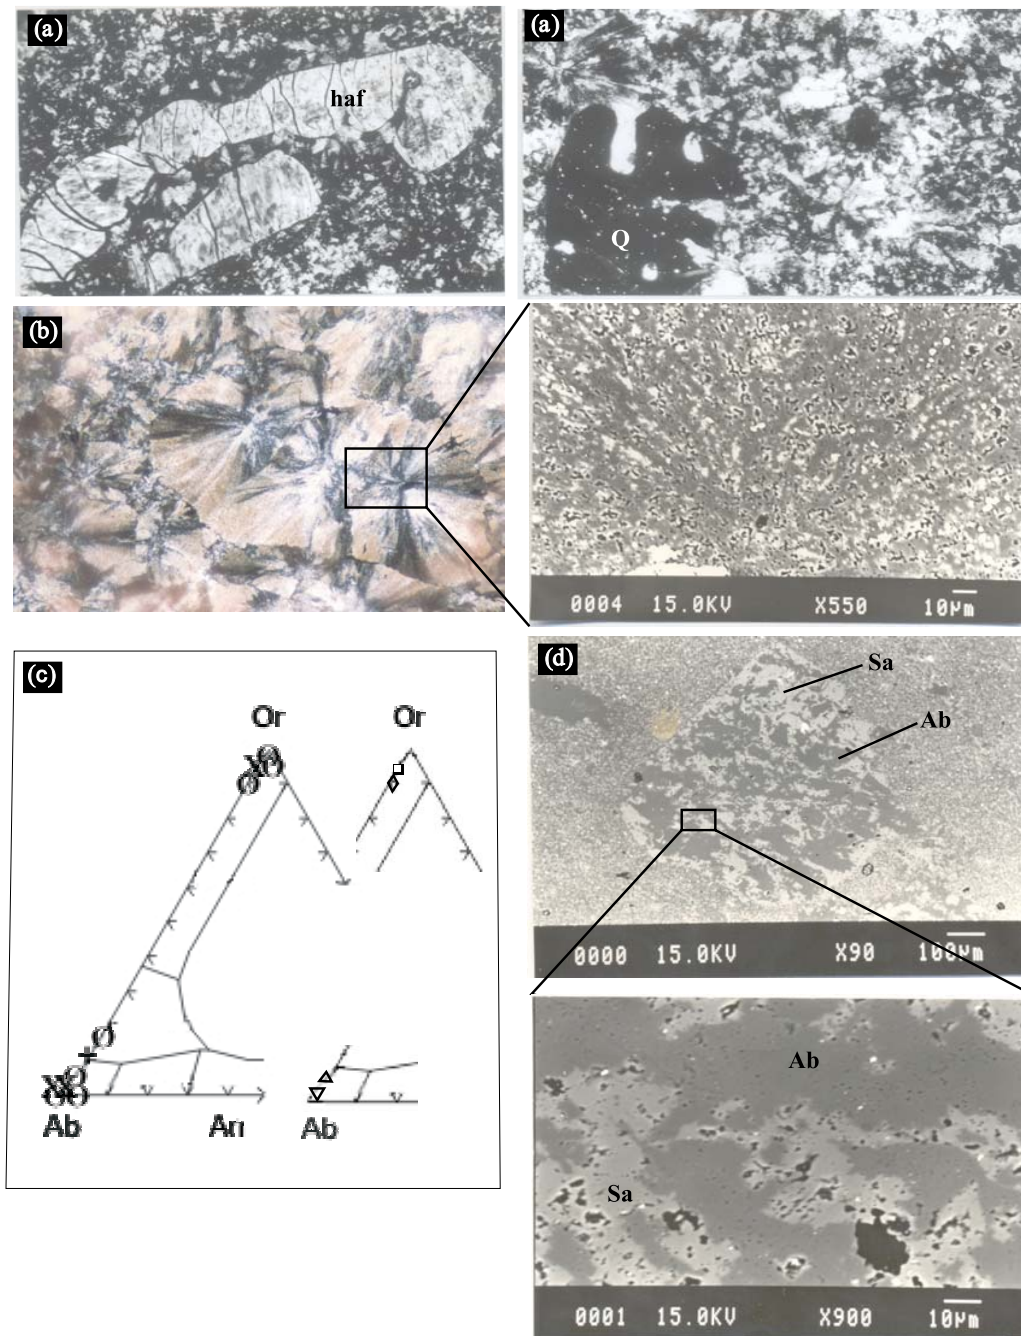 (a)
haf
(a)
Q
(b)
0004 15.0KV X550 10µm
(c)
Or
Or
Ab
An
Ab
(d)
Sa
Ab
0000 15.0KV X90 100µm
Ab
Sa
0001 15.0KV X900 10µm